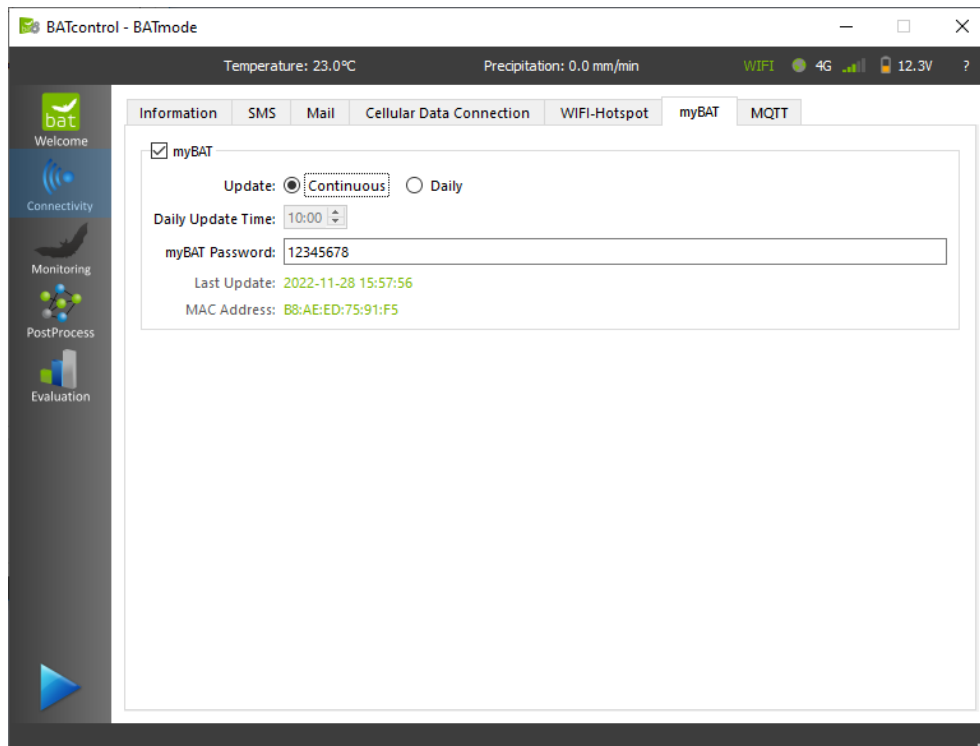 BATcontrol - BATmode
Temperature: 23.0°C Precipitation: 0.0 mm/min WIFI 4G 12.3V ?
bat
Welcome
Connectivity
Monitoring
PostProcess
Evaluation
Information SMS Mail Cellular Data Connection WIFI-Hotspot myBAT MQTT
myBAT
Update: Continuous Daily
Daily Update Time: 10:00
myBAT Password: 12345678
Last Update: 2022-11-28 15:57:56
MAC Address: B8:AE:ED:75:91:F5